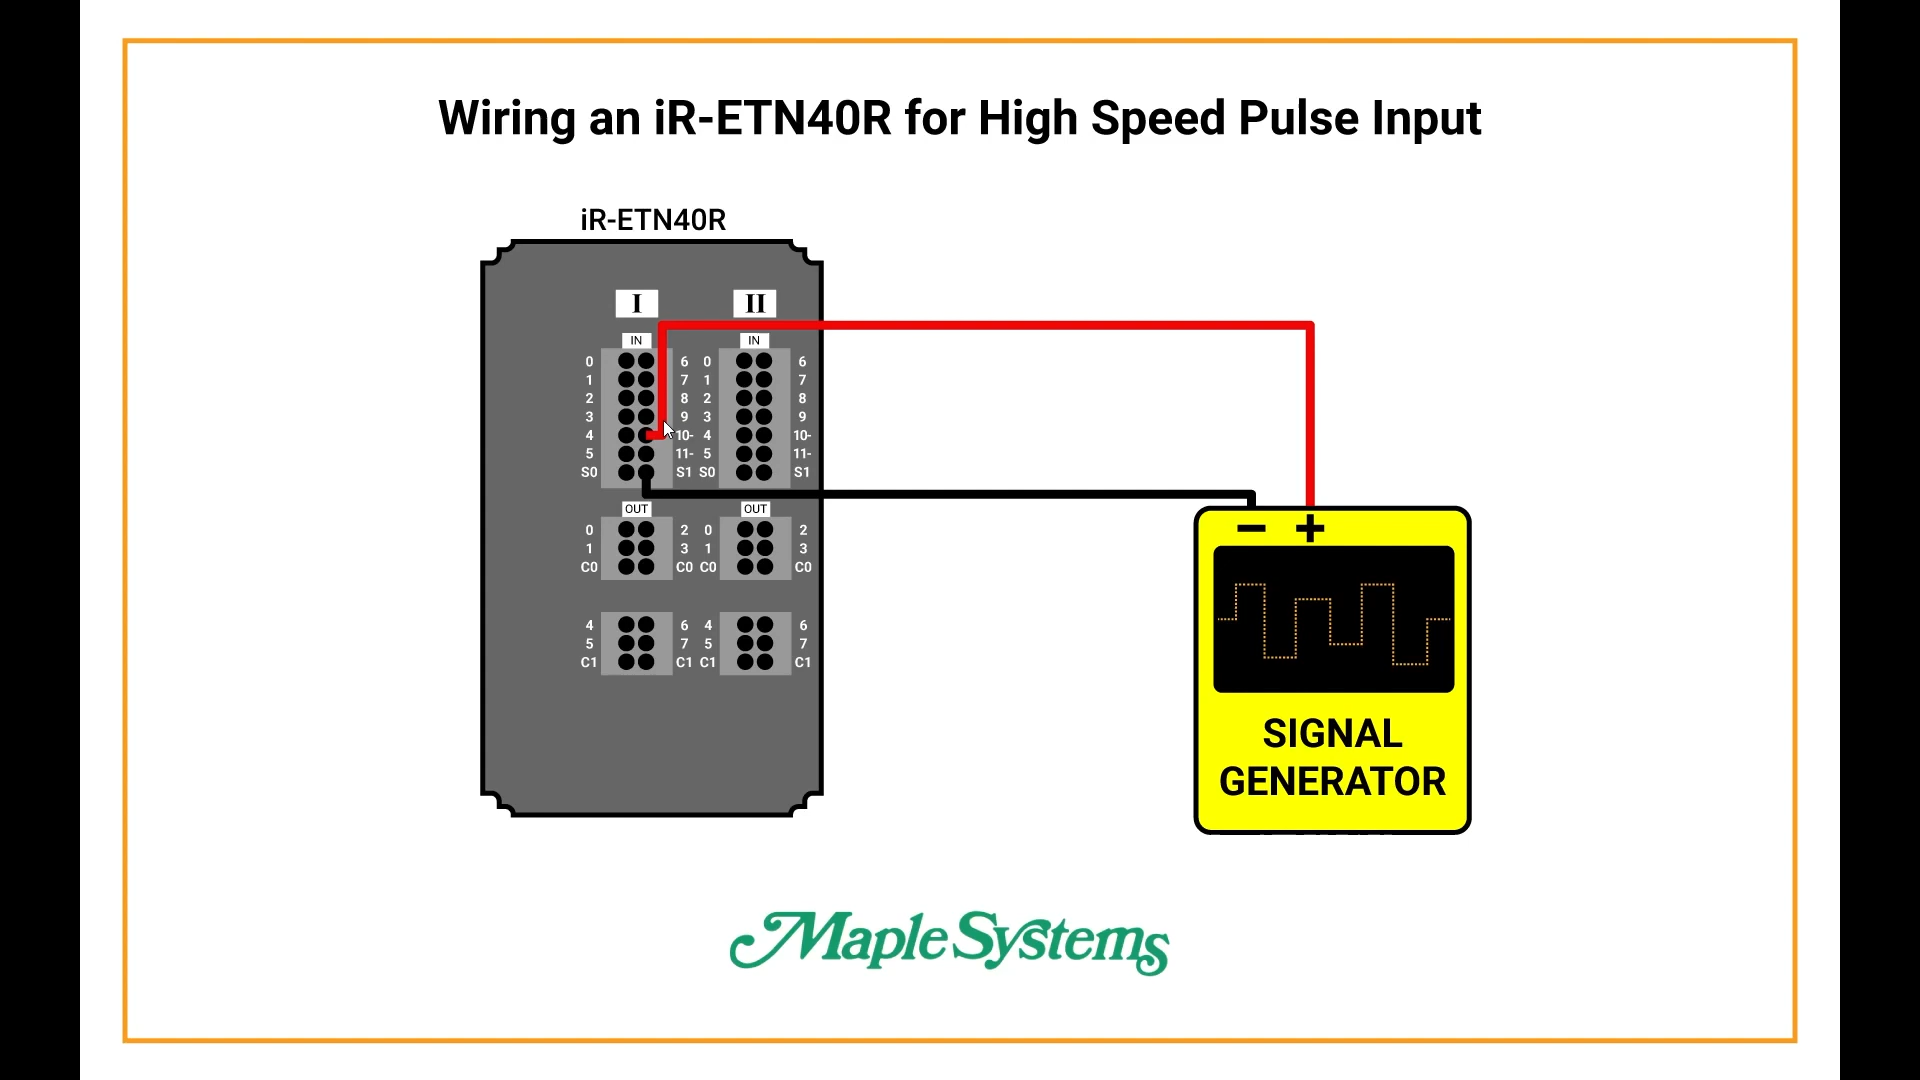 Wiring an iR-ETN40R for High Speed Pulse Input
iR-ETN40R
I II
IN IN
0 6 0 6
1 7 1 7
2 8 2 8
3 9 3 9
4 10- 4 10-
5 11- 5 11-
S0 S1 S0 S1
OUT OUT
0 2 0 2
1 3 1 3
C0 C0 C0 C0
4 6 4 6
5 7 5 7
C1 C1 C1 C1
− +
SIGNAL
GENERATOR
Maple Systems